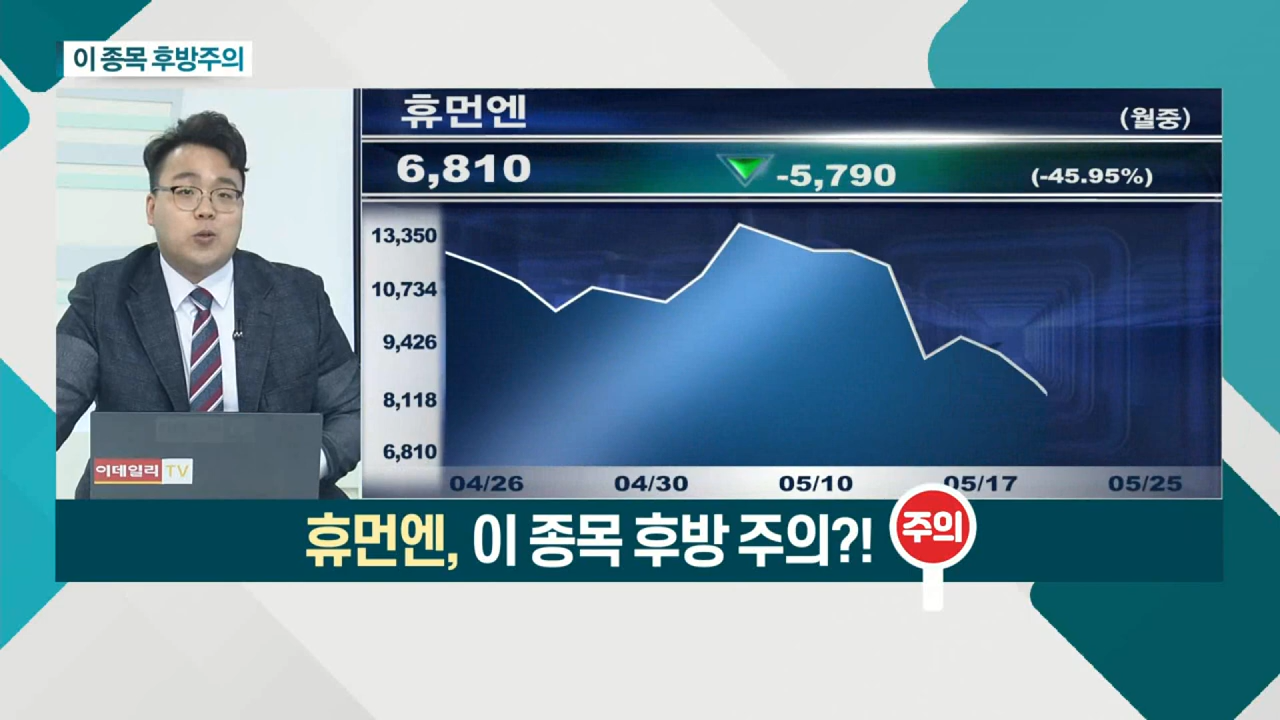 이 종목 후방주의
휴먼엔
(월중)
6,810
-5,790
(-45.95%)
13,350
10,734
9,426
8,118
6,810
04/26
04/30
05/10
05/17
05/25
이데일리TV
휴먼엔, 이 종목 후방 주의?!
주의